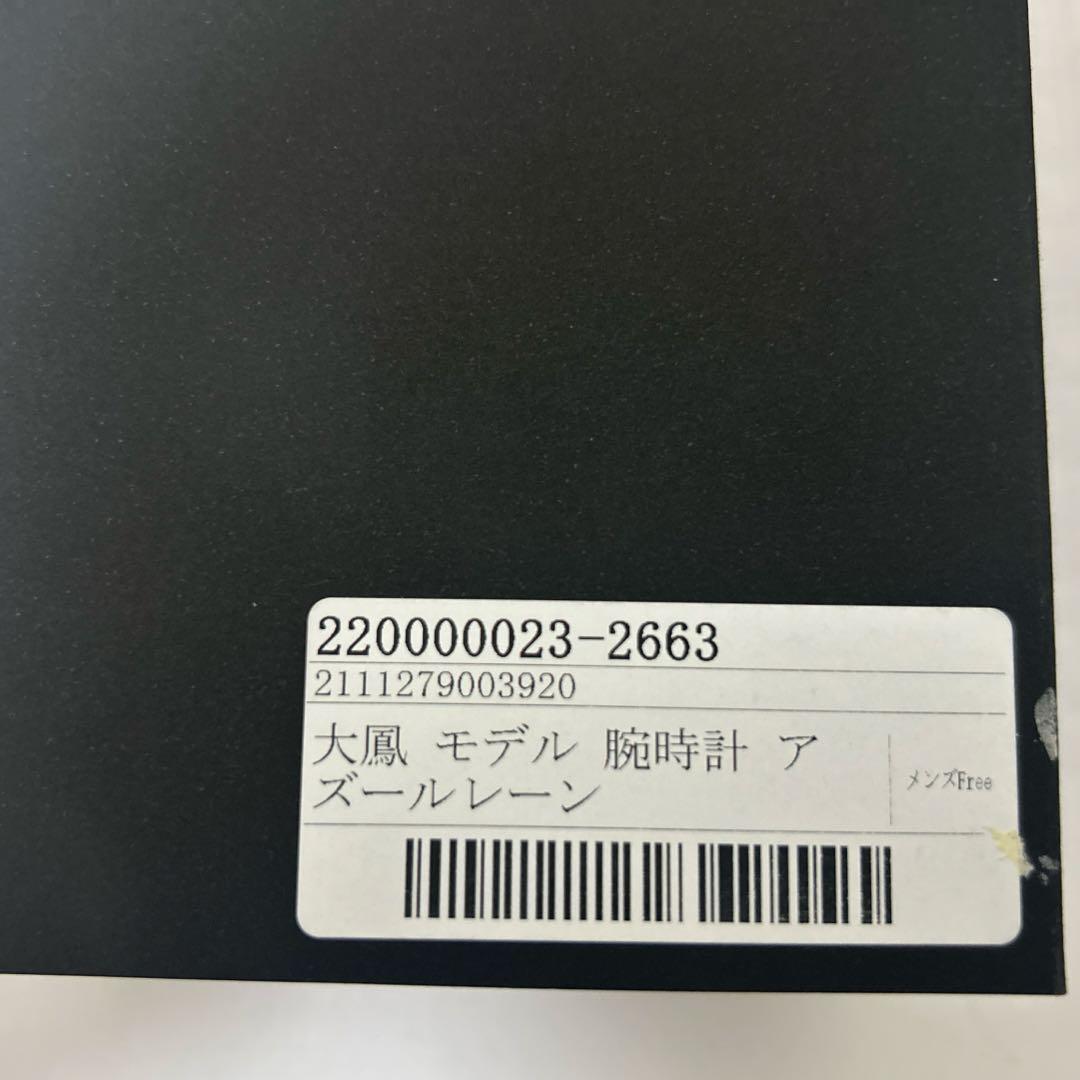 220000023-2663
2111279003920
大鳳 モデル 腕時計 ア
ズールレーン
メンズFree